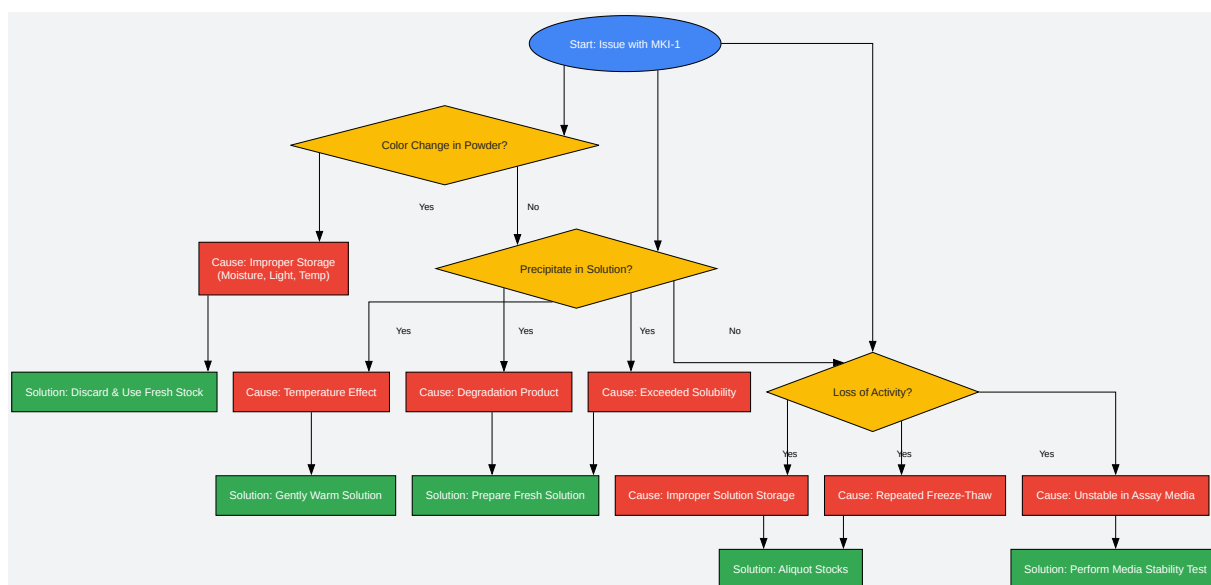 Start: Issue with MKI-1
Color Change in Powder?
Yes
No
Cause: Improper Storage
(Moisture, Light, Temp)
Precipitate in Solution?
Yes
Yes
Yes
No
Solution: Discard & Use Fresh Stock
Cause: Temperature Effect
Cause: Degradation Product
Cause: Exceeded Solubility
Loss of Activity?
Yes
Yes
Yes
Solution: Gently Warm Solution
Solution: Prepare Fresh Solution
Cause: Improper Solution Storage
Cause: Repeated Freeze-Thaw
Cause: Unstable in Assay Media
Solution: Aliquot Stocks
Solution: Perform Media Stability Test